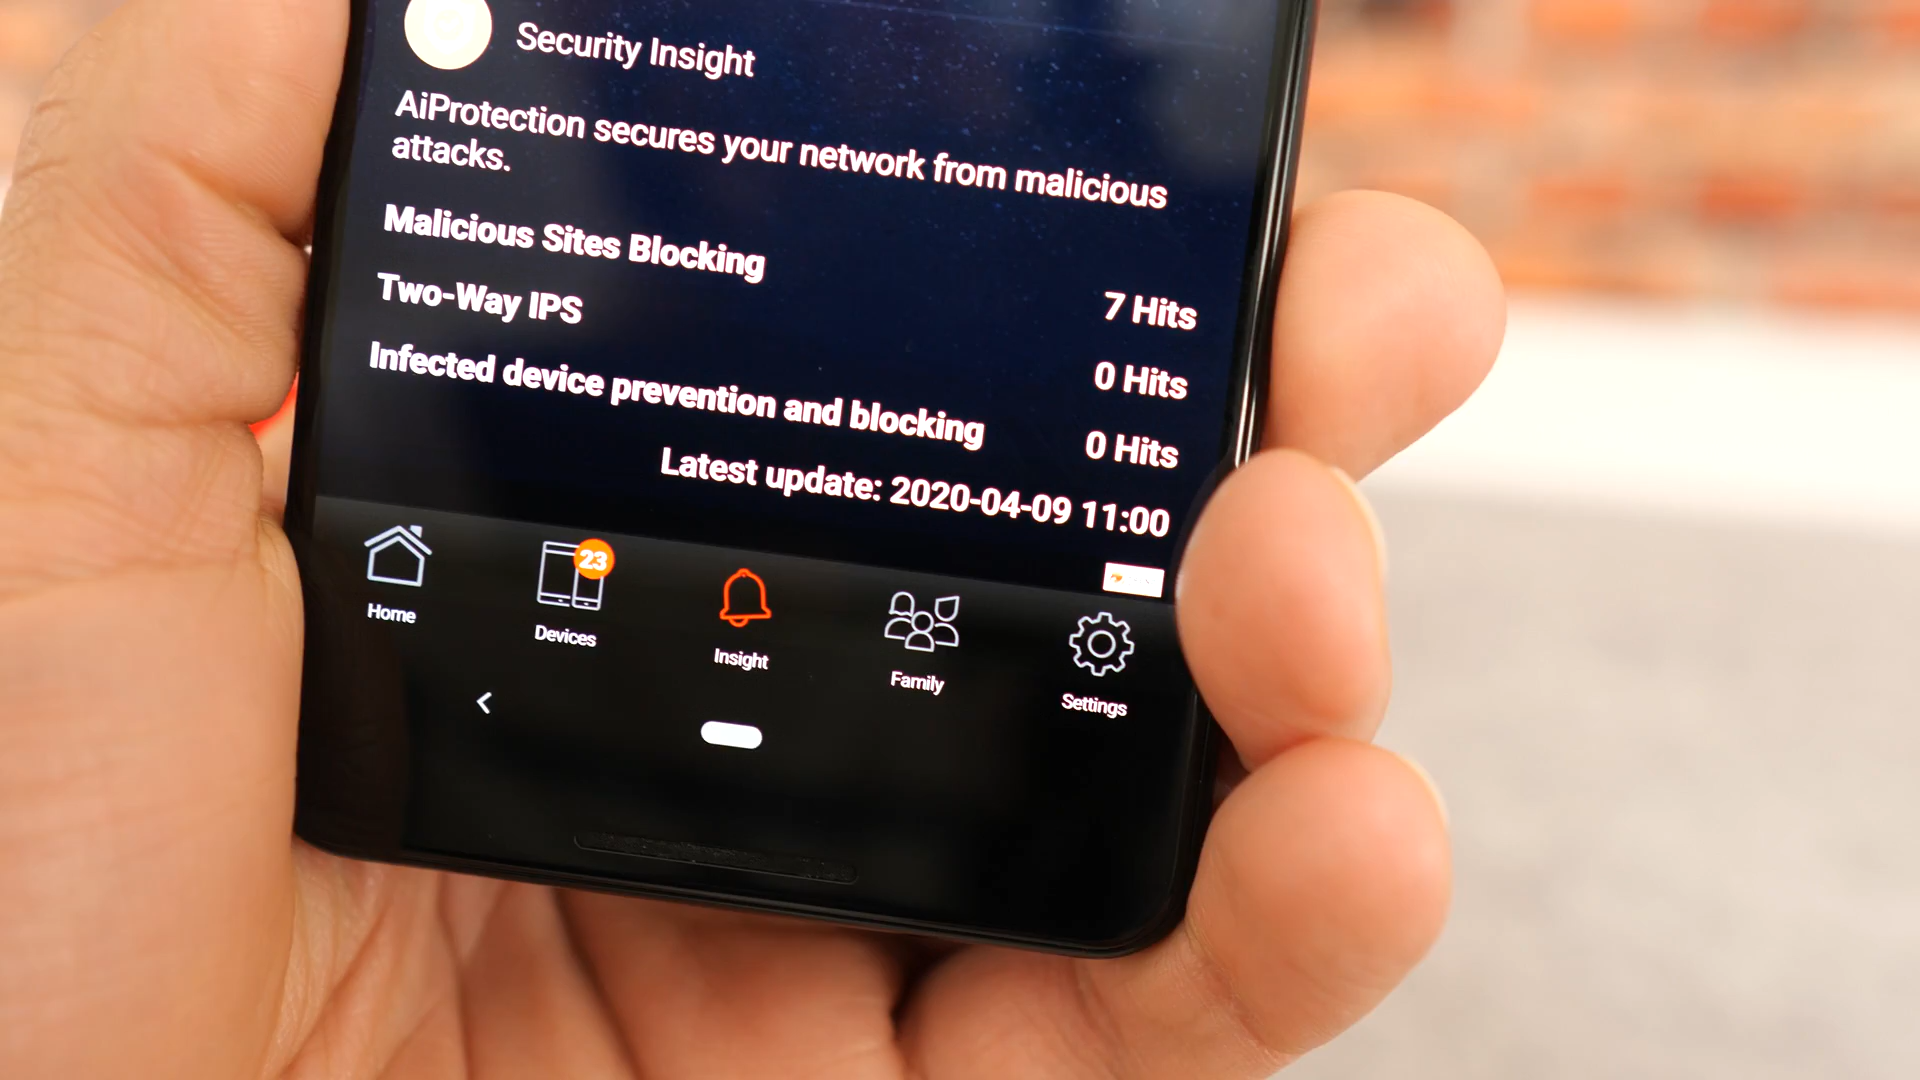 Security Insight
AiProtection secures your network from malicious
attacks.
Malicious Sites Blocking
7 Hits
Two-Way IPS
0 Hits
Infected device prevention and blocking
0 Hits
Latest update: 2020-04-09 11:00
23
Home
Devices
Insight
Family
Settings